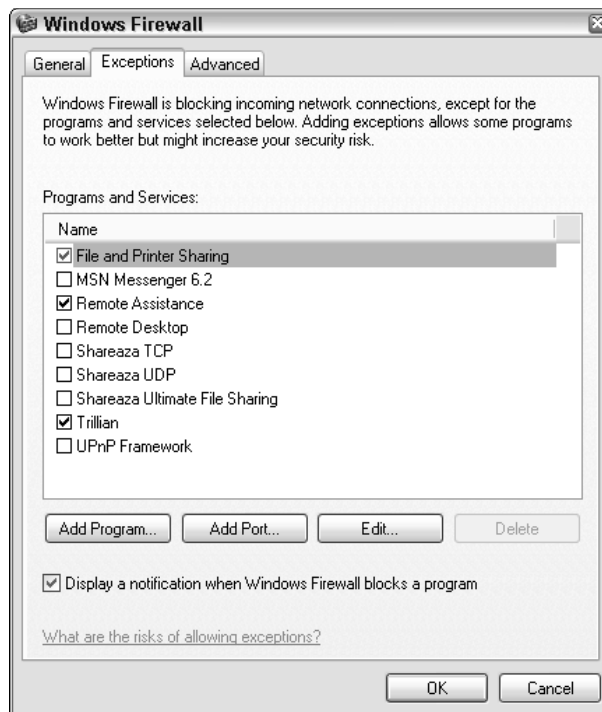 Windows Firewall
General Exceptions Advanced
Windows Firewall is blocking incoming network connections, except for the
programs and services selected below. Adding exceptions allows some programs
to work better but might increase your security risk.
Programs and Services:
Name
File and Printer Sharing
MSN Messenger 6.2
Remote Assistance
Remote Desktop
Shareaza TCP
Shareaza UDP
Shareaza Ultimate File Sharing
Trillian
UPnP Framework
Add Program... Add Port... Edit... Delete
Display a notification when Windows Firewall blocks a program
What are the risks of allowing exceptions?
OK Cancel